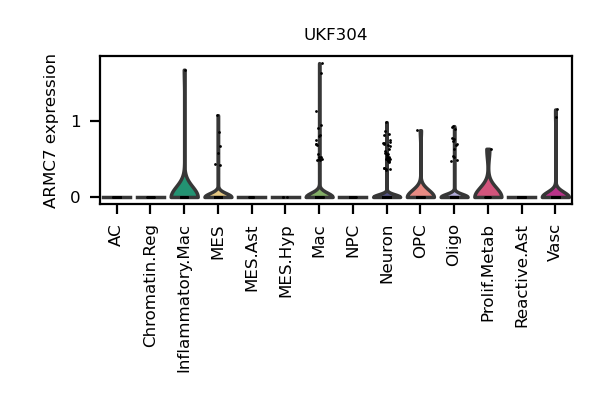 UKF304
ARMC7 expression
1
0
AC
Chromatin.Reg
Inflammatory.Mac
MES
MES.Ast
MES.Hyp
Mac
NPC
Neuron
OPC
Oligo
Prolif.Metab
Reactive.Ast
Vasc